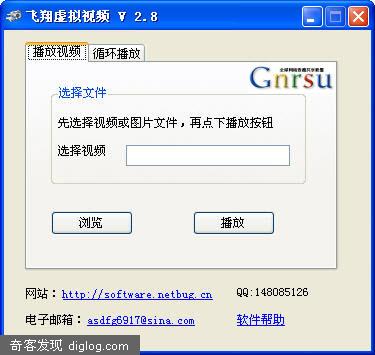 飞翔虚拟视频 V 2.8
播放视频 循环播放
Gnrsu
选择文件
先选择视频或图片文件，再点下播放按钮
选择视频
浏览 播放
网站：http://software.netbug.cn QQ:148085126
电子邮箱：asdfg6917@sina.com 软件帮助
奇客发现 diglog.com